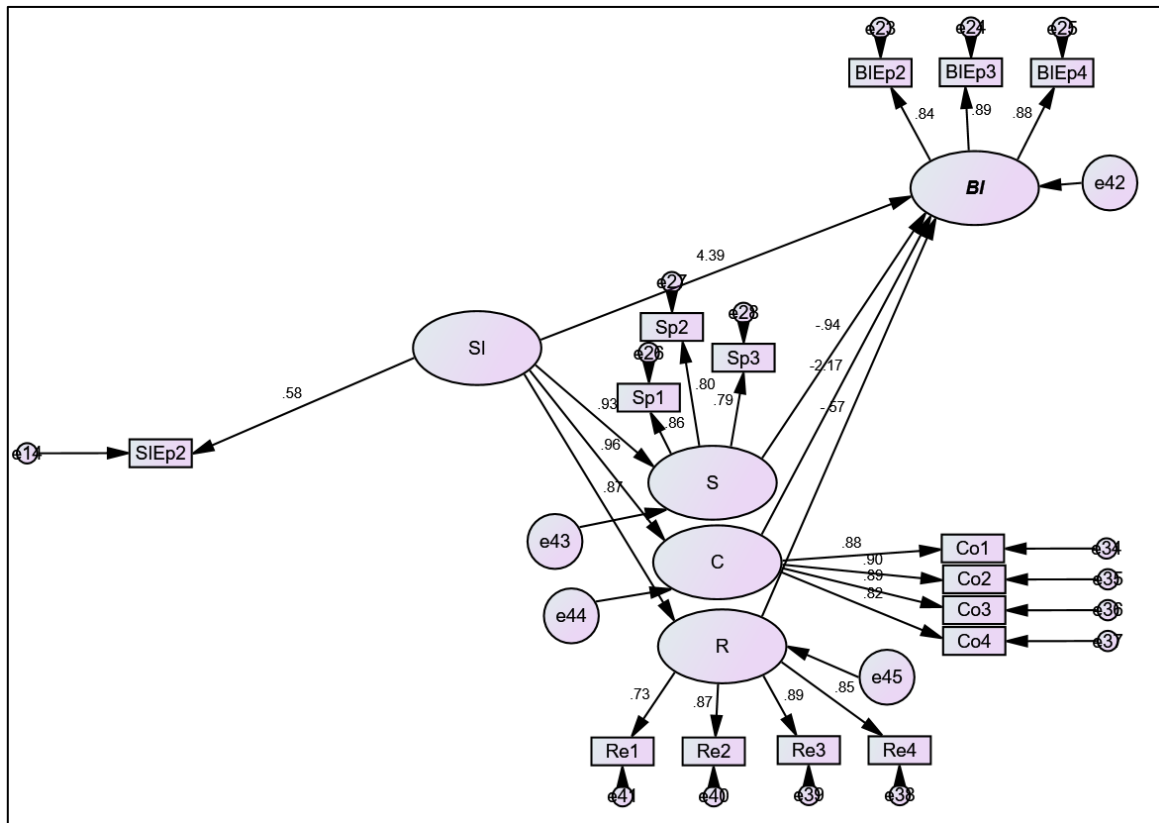 e23 e24 e25
BIEp2 BIEp3 BIEp4
.84 .89 .88
BI e42
4.39
e27
e28
Sp2 -.94
SI Sp3
e26 -2.17
.80
.58 .93 Sp1 .79 -.57
.86
.96
e14 SIEp2
.87 S
e43 .88 Co1 e34
C .90 Co2 e35
.89
e44 .82 Co3 e36
R Co4 e37
e45
.73 .87 .89 .85
Re1 Re2 Re3 Re4
e41 e40 e39 e38